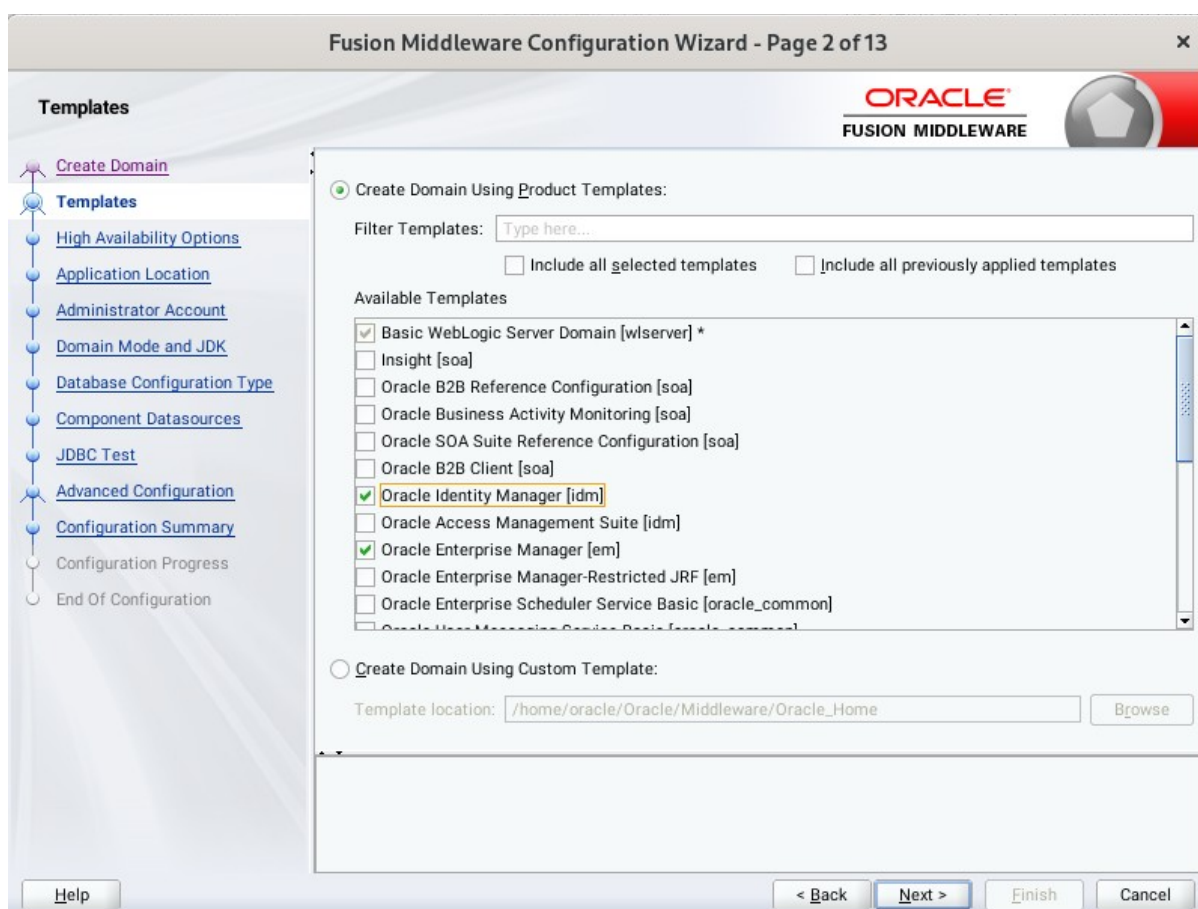 Fusion Middleware Configuration Wizard - Page 2 of 13
Templates
ORACLE
FUSION MIDDLEWARE
Create Domain
Templates
High Availability Options
Application Location
Administrator Account
Domain Mode and JDK
Database Configuration Type
Component Datasources
JDBC Test
Advanced Configuration
Configuration Summary
Configuration Progress
End Of Configuration
Create Domain Using Product Templates:
Filter Templates: Type here...
Include all selected templates Include all previously applied templates
Available Templates
Basic WebLogic Server Domain [wlserver] *
Insight [soa]
Oracle B2B Reference Configuration [soa]
Oracle Business Activity Monitoring [soa]
Oracle SOA Suite Reference Configuration [soa]
Oracle B2B Client [soa]
Oracle Identity Manager [idm]
Oracle Access Management Suite [idm]
Oracle Enterprise Manager [em]
Oracle Enterprise Manager-Restricted JRF [em]
Oracle Enterprise Scheduler Service Basic [oracle_common]
Create Domain Using Custom Template:
Template location: /home/oracle/Oracle/Middleware/Oracle_Home Browse
Help < Back Next > Finish Cancel